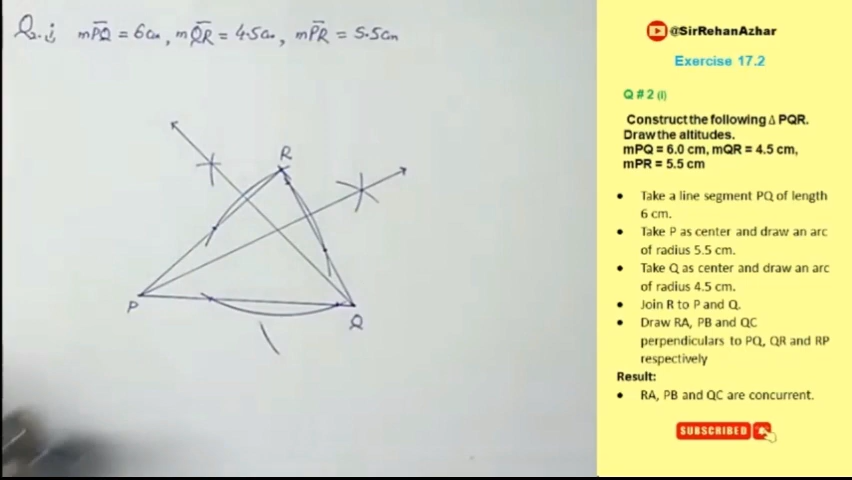 Q2. i. mPQ = 6cm, mQR = 4.5cm, mPR = 5.5cm
R
P
Q
@SirRehanAzhar
Exercise 17.2
Q # 2 (I)
Construct the following Δ PQR.
Draw the altitudes.
mPQ = 6.0 cm, mQR = 4.5 cm,
mPR = 5.5 cm
• Take a line segment PQ of length
6 cm.
• Take P as center and draw an arc
of radius 5.5 cm.
• Take Q as center and draw an arc
of radius 4.5 cm.
• Join R to P and Q.
• Draw RA, PB and QC
perpendiculars to PQ, QR and RP
respectively
Result:
• RA, PB and QC are concurrent.
SUBSCRIBED